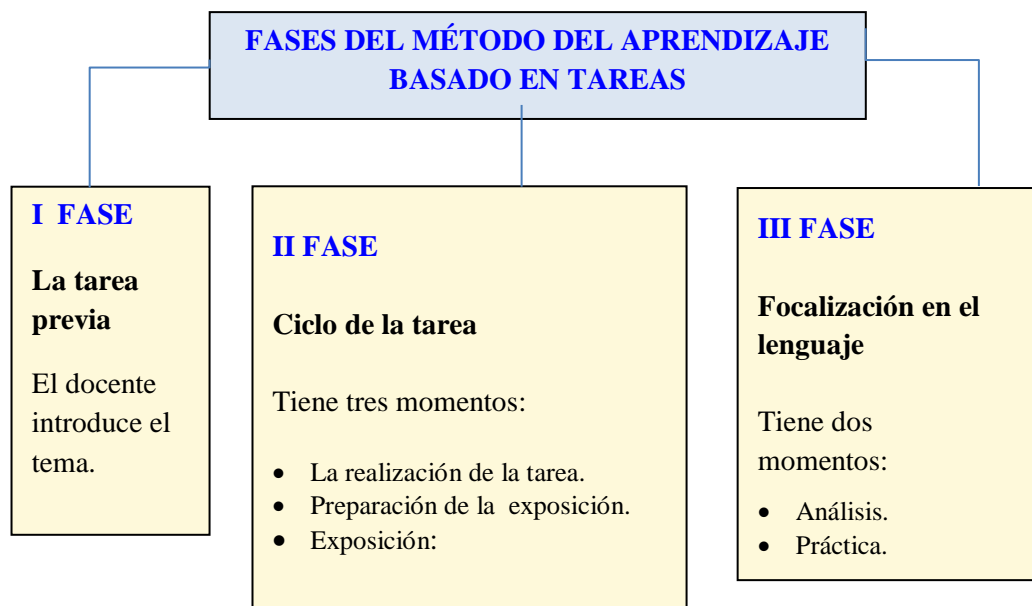 FASES DEL MÉTODO DEL APRENDIZAJE
BASADO EN TAREAS
I FASE
La tarea
previa
El docente
introduce el
tema.
II FASE
Ciclo de la tarea
Tiene tres momentos:
• La realización de la tarea.
• Preparación de la exposición.
• Exposición:
III FASE
Focalización en el
lenguaje
Tiene dos
momentos:
• Análisis.
• Práctica.